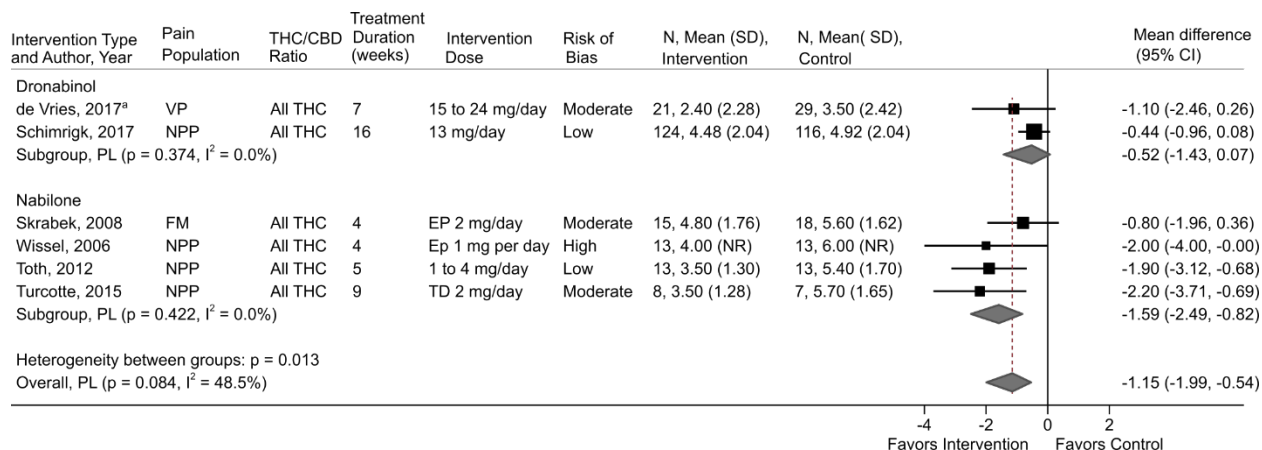 Intervention Type and Author, Year Pain Population THC/CBD Ratio Treatment Duration (weeks) Intervention Dose Risk of Bias N, Mean (SD), Intervention N, Mean( SD), Control Mean difference (95% CI)
Dronabinol
de Vries, 2017ª VP All THC 7 15 to 24 mg/day Moderate 21, 2.40 (2.28) 29, 3.50 (2.42) -1.10 (-2.46, 0.26)
Schimrigk, 2017 NPP All THC 16 13 mg/day Low 124, 4.48 (2.04) 116, 4.92 (2.04) -0.44 (-0.96, 0.08)
Subgroup, PL (p = 0.374, I² = 0.0%) -0.52 (-1.43, 0.07)
Nabilone
Skrabek, 2008 FM All THC 4 EP 2 mg/day Moderate 15, 4.80 (1.76) 18, 5.60 (1.62) -0.80 (-1.96, 0.36)
Wissel, 2006 NPP All THC 4 Ep 1 mg per day High 13, 4.00 (NR) 13, 6.00 (NR) -2.00 (-4.00, -0.00)
Toth, 2012 NPP All THC 5 1 to 4 mg/day Low 13, 3.50 (1.30) 13, 5.40 (1.70) -1.90 (-3.12, -0.68)
Turcotte, 2015 NPP All THC 9 TD 2 mg/day Moderate 8, 3.50 (1.28) 7, 5.70 (1.65) -2.20 (-3.71, -0.69)
Subgroup, PL (p = 0.422, I² = 0.0%) -1.59 (-2.49, -0.82)
Heterogeneity between groups: p = 0.013
Overall, PL (p = 0.084, I² = 48.5%) -1.15 (-1.99, -0.54)
-4 -2 0 2
Favors Intervention Favors Control